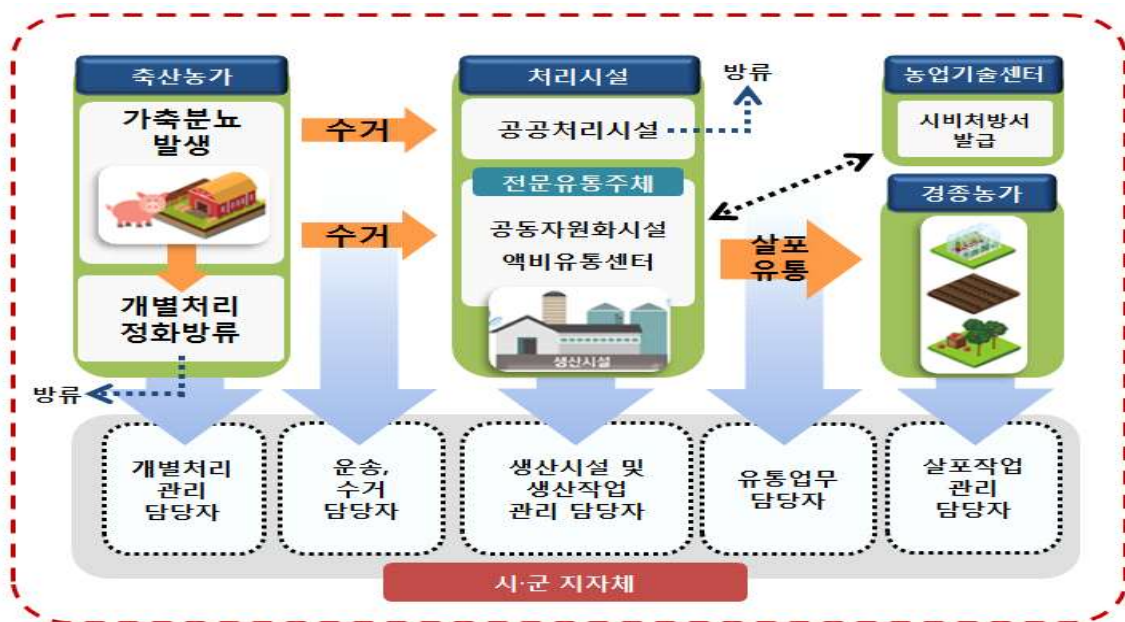 축산농가
가축분뇨
발생
개별처리
정화방류
방류
수거
수거
처리시설
공공처리시설
방류
전문유통주체
공동자원화시설
액비유통센터
생산시설
살포
유통
농업기술센터
시비처방서
발급
경종농가
개별처리
관리
담당자
운송,
수거
담당자
생산시설 및
생산작업
관리 담당자
유통업무
담당자
살포작업
관리
담당자
시·군 지자체